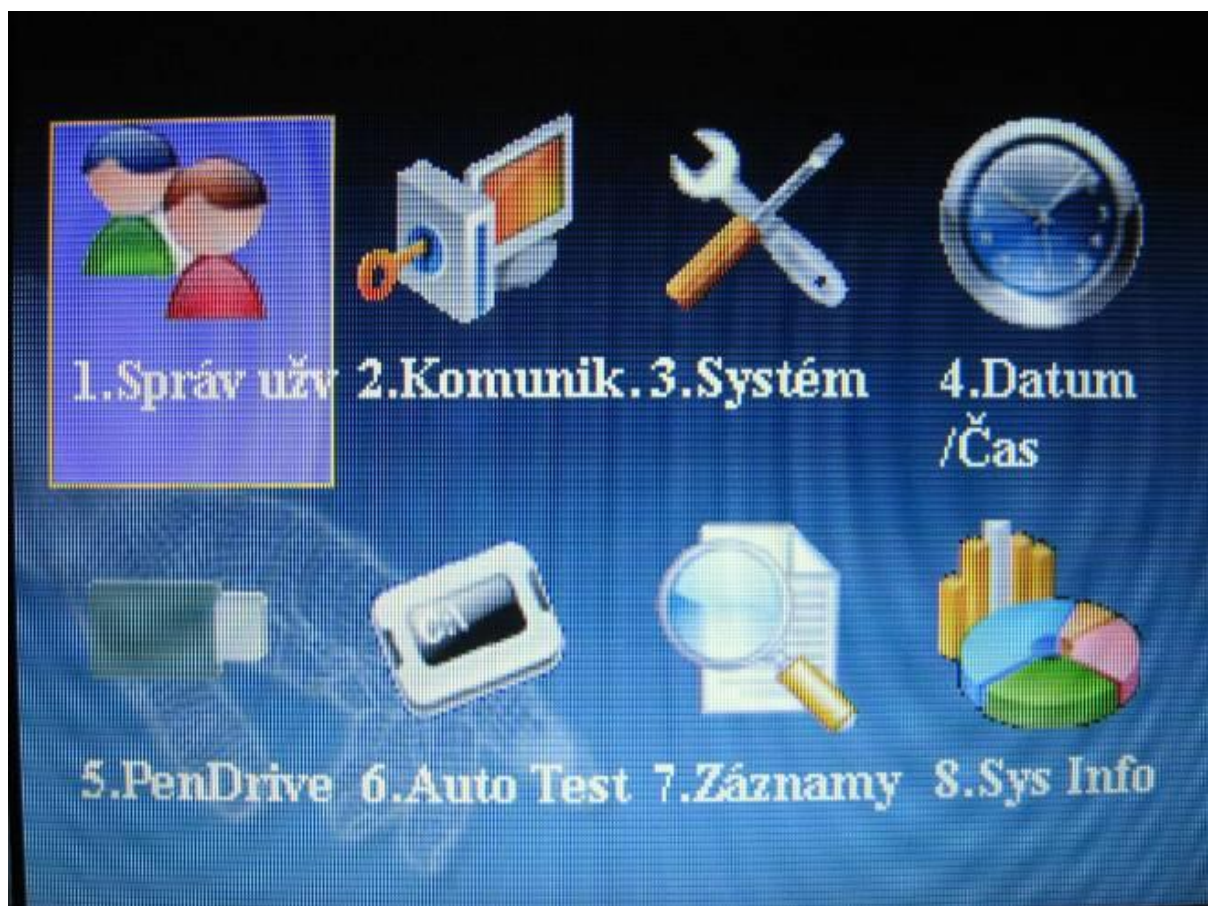 1.Správ užv
2.Komunik.
3.Systém
4.Datum
/Čas
5.PenDrive
6.Auto Test
7.Záznamy
8.Sys Info